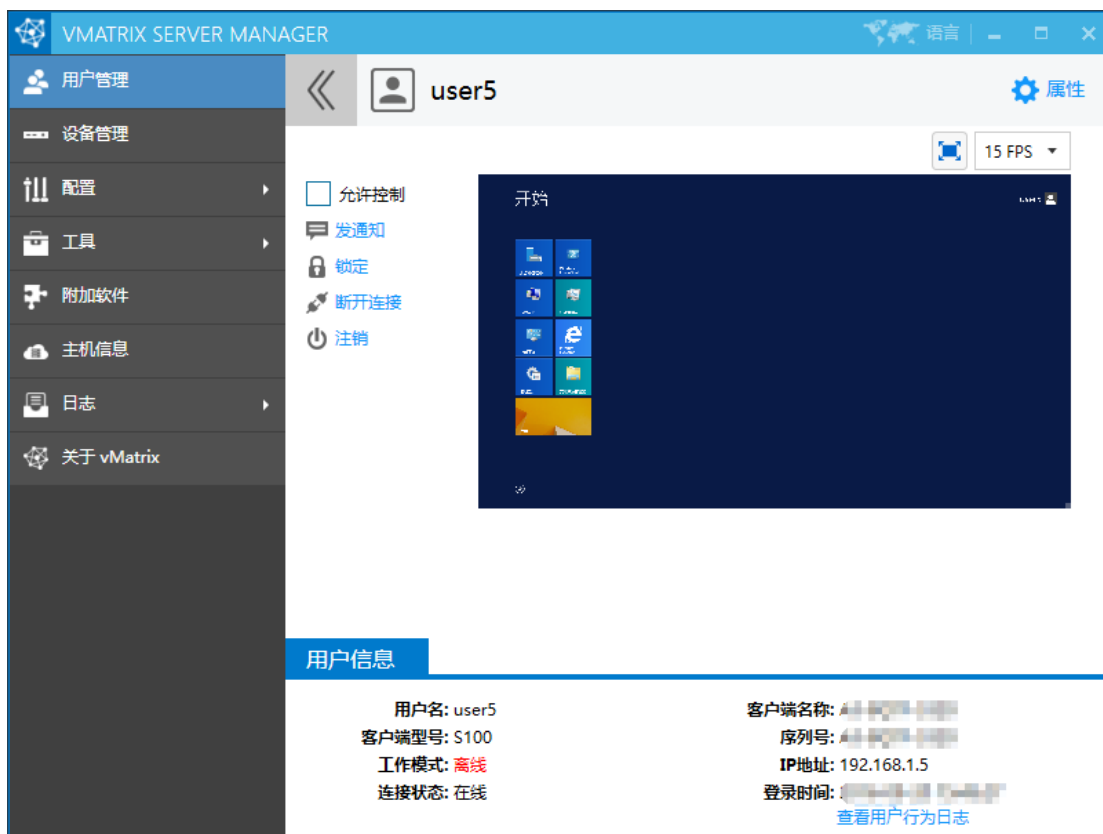 VMATRIX SERVER MANAGER
语言
用户管理
设备管理
配置
工具
附加软件
主机信息
日志
关于 vMatrix
user5
属性
15 FPS
允许控制
发通知
锁定
断开连接
注销
开始
用户信息
用户名: user5
客户端型号: S100
工作模式: 离线
连接状态: 在线
客户端名称:
序列号:
IP地址: 192.168.1.5
登录时间:
查看用户行为日志